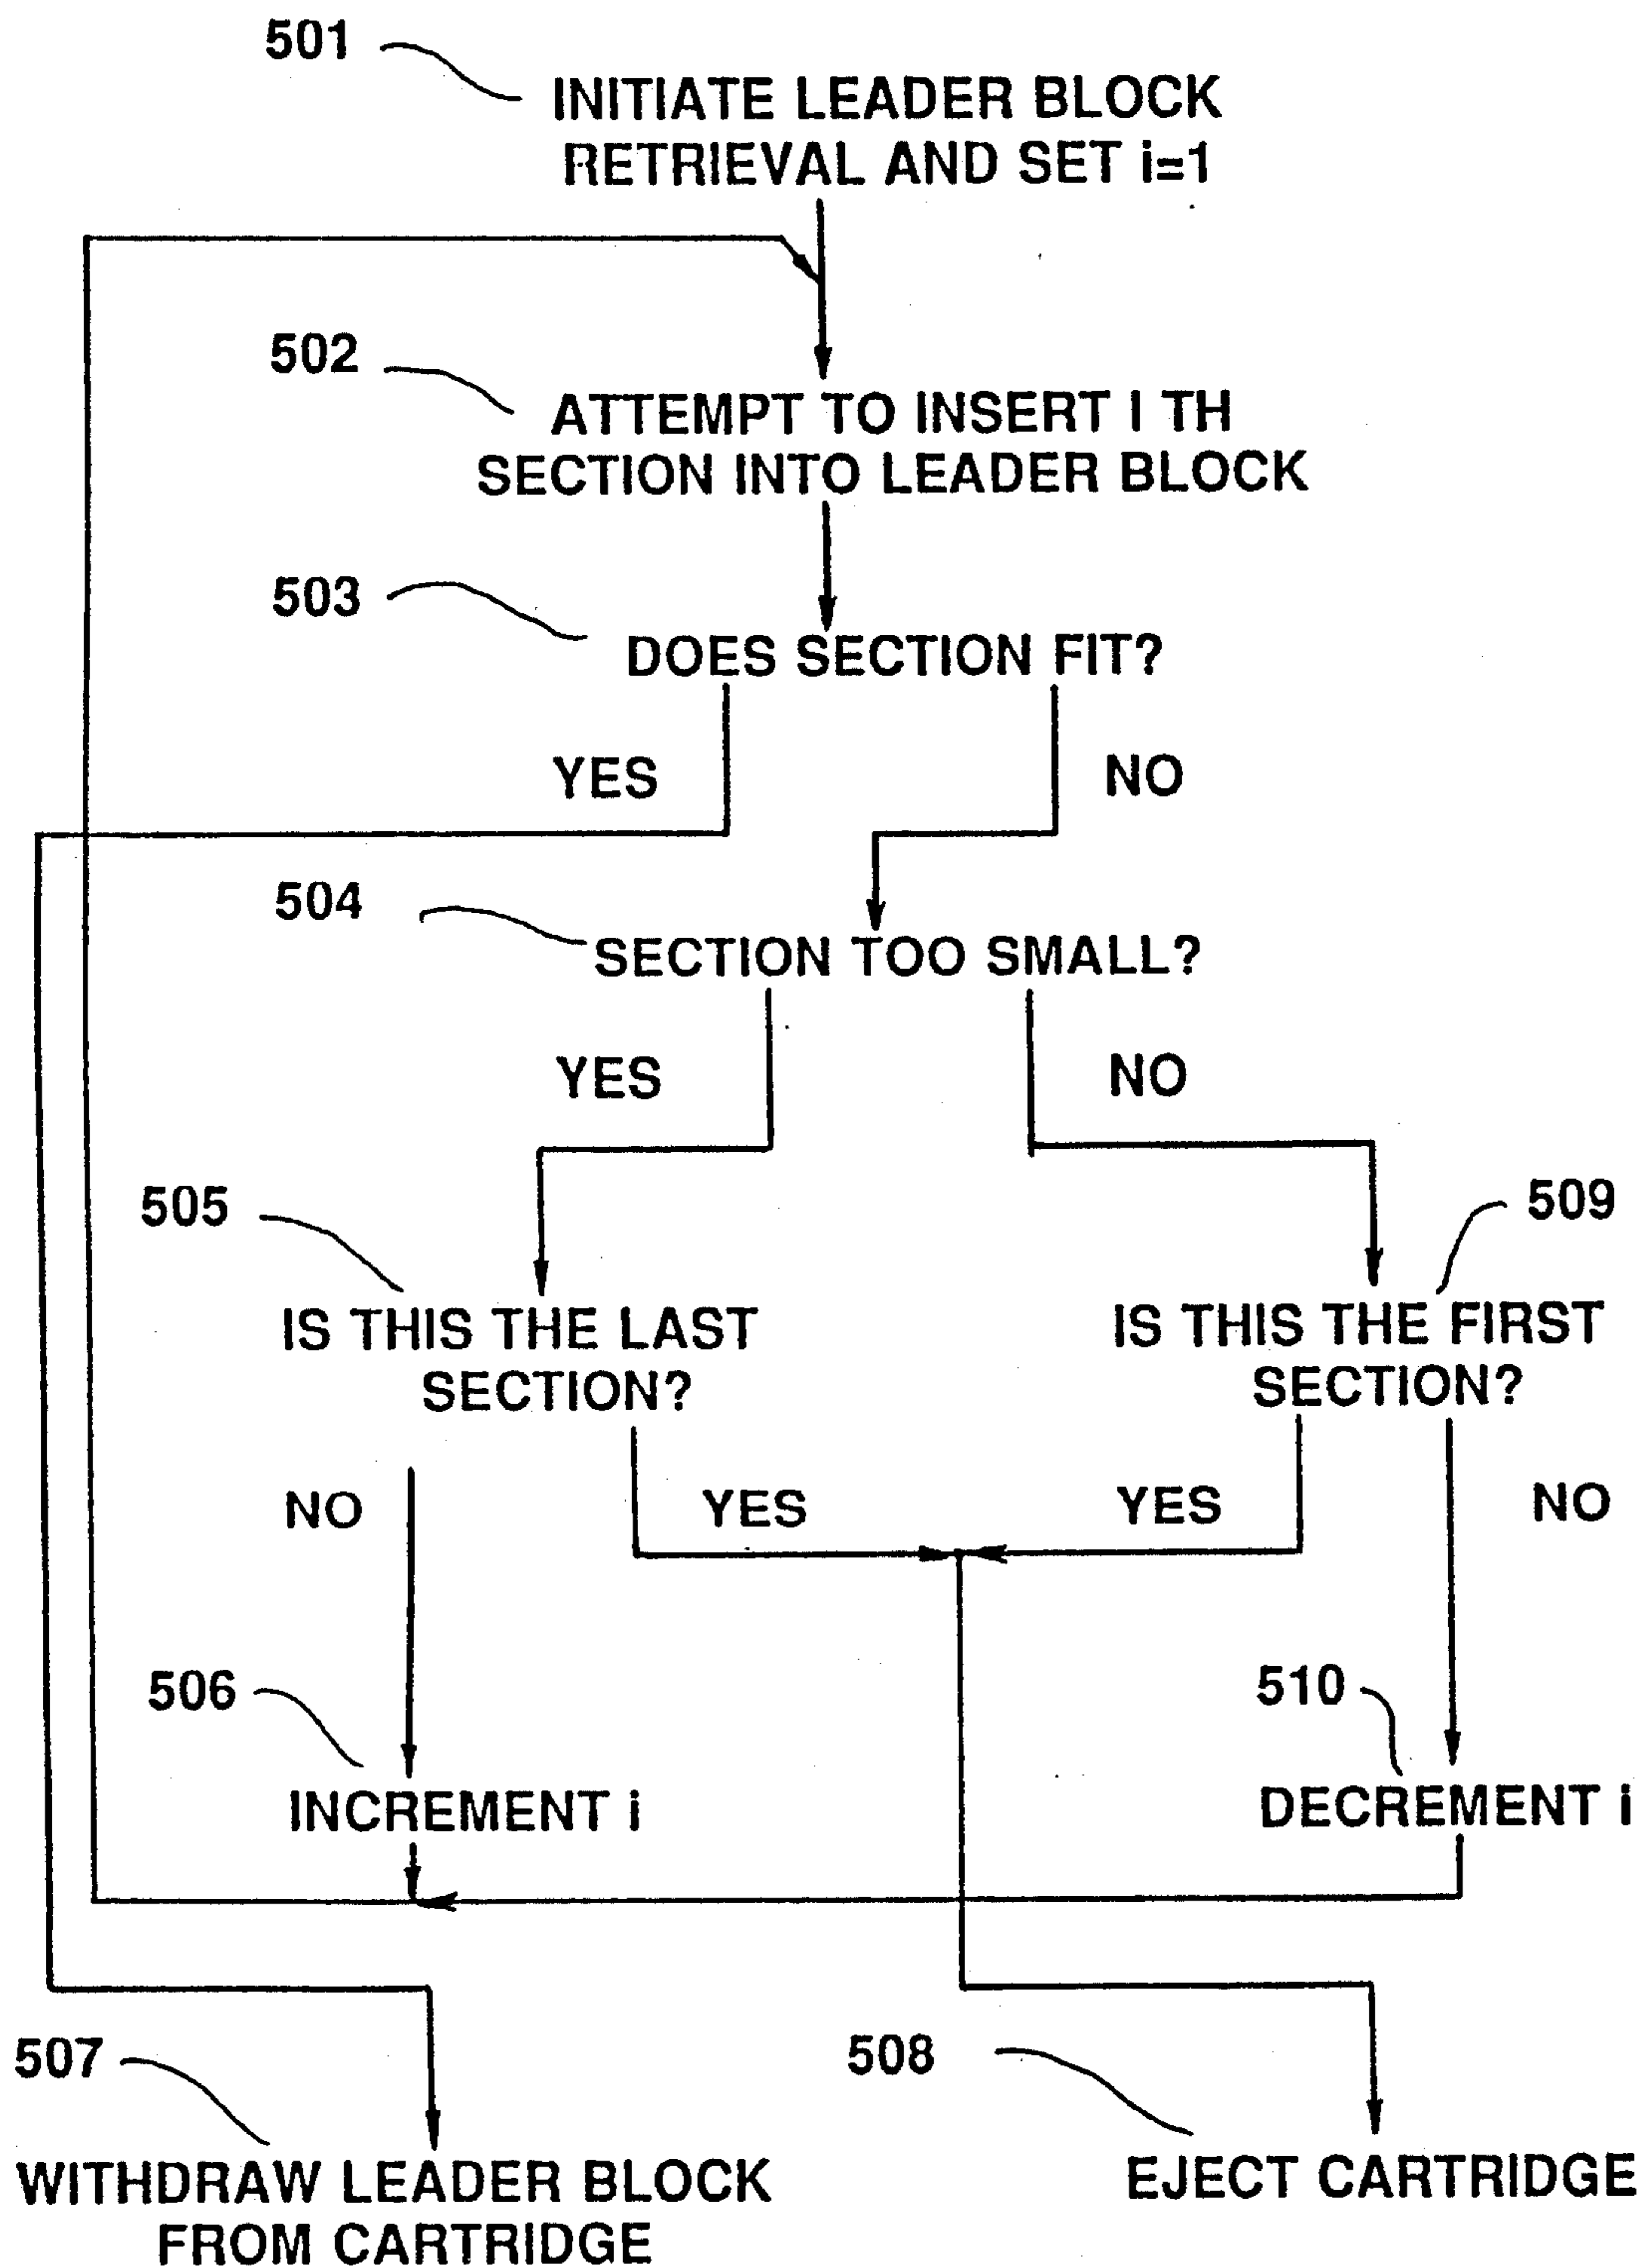 501
INITIATE LEADER BLOCK
RETRIEVAL AND SET i=1
502
ATTEMPT TO INSERT I TH
SECTION INTO LEADER BLOCK
503
DOES SECTION FIT?
YES
NO
504
SECTION TOO SMALL?
YES
NO
505
509
IS THIS THE LAST
SECTION?
IS THIS THE FIRST
SECTION?
NO
YES
YES
NO
506
510
INCREMENT i
DECREMENT i
507
508
WITHDRAW LEADER BLOCK
FROM CARTRIDGE
EJECT CARTRIDGE